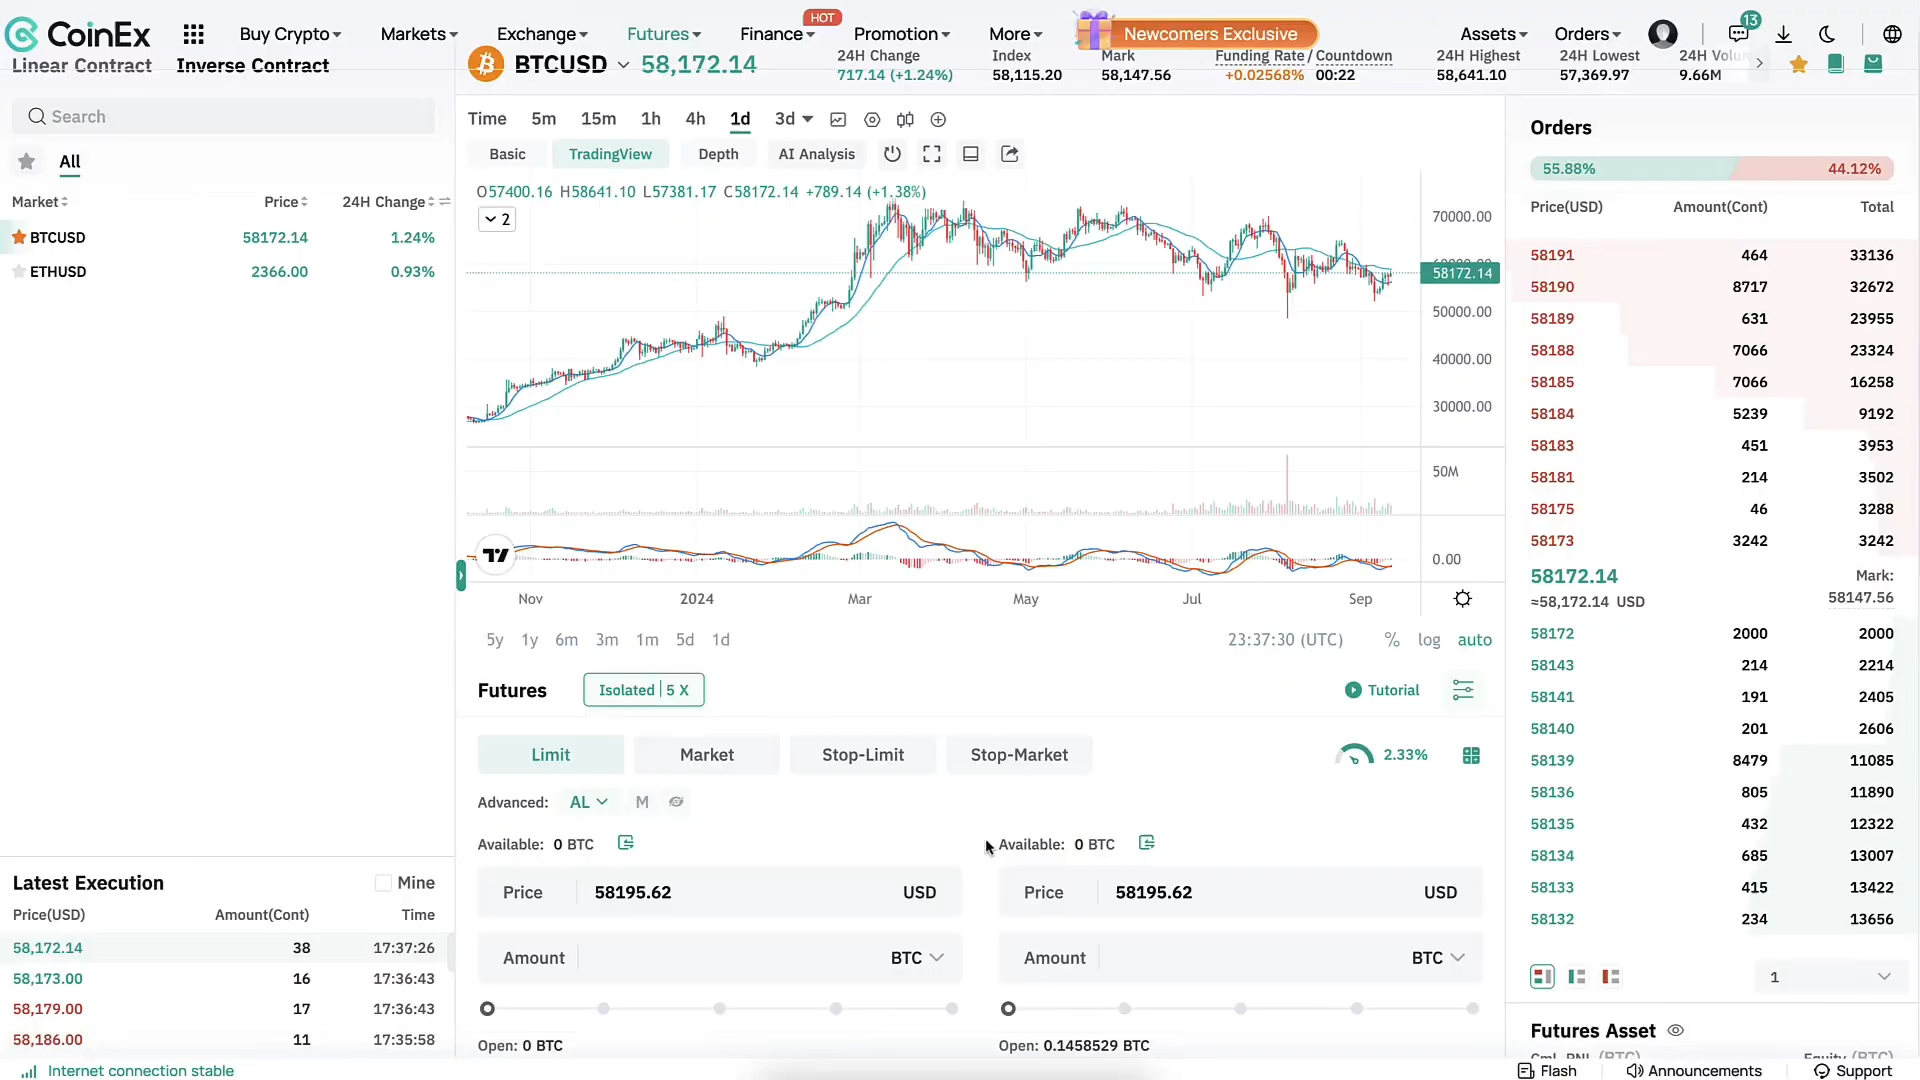 CoinEx
Buy Crypto
Markets
Exchange
HOT
Futures
Finance
Promotion
More
Newcomers Exclusive
Assets
Orders
13
Linear Contract
Inverse Contract
BTCUSD
58,172.14
24H Change
717.14 (+1.24%)
Index
58,115.20
Mark
58,147.56
Funding Rate / Countdown
+0.02568% 00:22
24H Highest
58,641.10
24H Lowest
57,369.97
24H Volu
9.66M
Search
All
Market Price 24H Change
BTCUSD 58172.14 1.24%
ETHUSD 2366.00 0.93%
Time 5m 15m 1h 4h 1d 3d
Basic TradingView Depth AI Analysis
O57400.16 H58641.10 L57381.17 C58172.14 +789.14 (+1.38%)
2
70000.00
58172.14
50000.00
40000.00
30000.00
50M
0.00
Nov 2024 Mar May Jul Sep
5y 1y 6m 3m 1m 5d 1d
23:37:30 (UTC) % log auto
Futures
Isolated 5 X
Tutorial
Limit Market Stop-Limit Stop-Market
2.33%
Advanced: AL M
Available: 0 BTC
Price 58195.62 USD
Amount BTC
Open: 0 BTC
Available: 0 BTC
Price 58195.62 USD
Amount BTC
Open: 0.1458529 BTC
Latest Execution
Mine
Price(USD) Amount(Cont) Time
58,172.14 38 17:37:26
58,173.00 16 17:36:43
58,179.00 17 17:36:43
58,186.00 11 17:35:58
Internet connection stable
Orders
55.88% 44.12%
Price(USD) Amount(Cont) Total
58191 464 33136
58190 8717 32672
58189 631 23955
58188 7066 23324
58185 7066 16258
58184 5239 9192
58183 451 3953
58181 214 3502
58175 46 3288
58173 3242 3242
58172.14
≈58,172.14 USD
Mark:
58147.56
58172 2000 2000
58143 214 2214
58141 191 2405
58140 201 2606
58139 8479 11085
58136 805 11890
58135 432 12322
58134 685 13007
58133 415 13422
58132 234 13656
1
Futures Asset
Flash
Announcements
Support